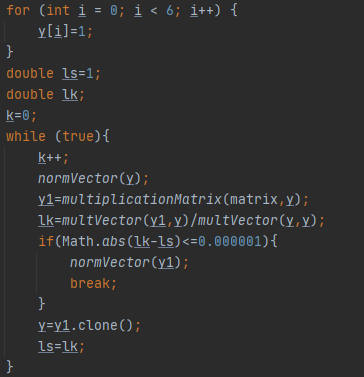 for (int i = 0; i < 6; i++) {
    y[i]=1;
}
double ls=1;
double lk;
k=0;
while (true){
    k++;
    normVector(y);
    y1=multiplicationMatrix(matrix,y);
    lk=multVector(y1,y)/multVector(y,y);
    if(Math.abs(lk-ls)<=0.000001){
        normVector(y1);
        break;
    }
    y=y1.clone();
    ls=lk;
}